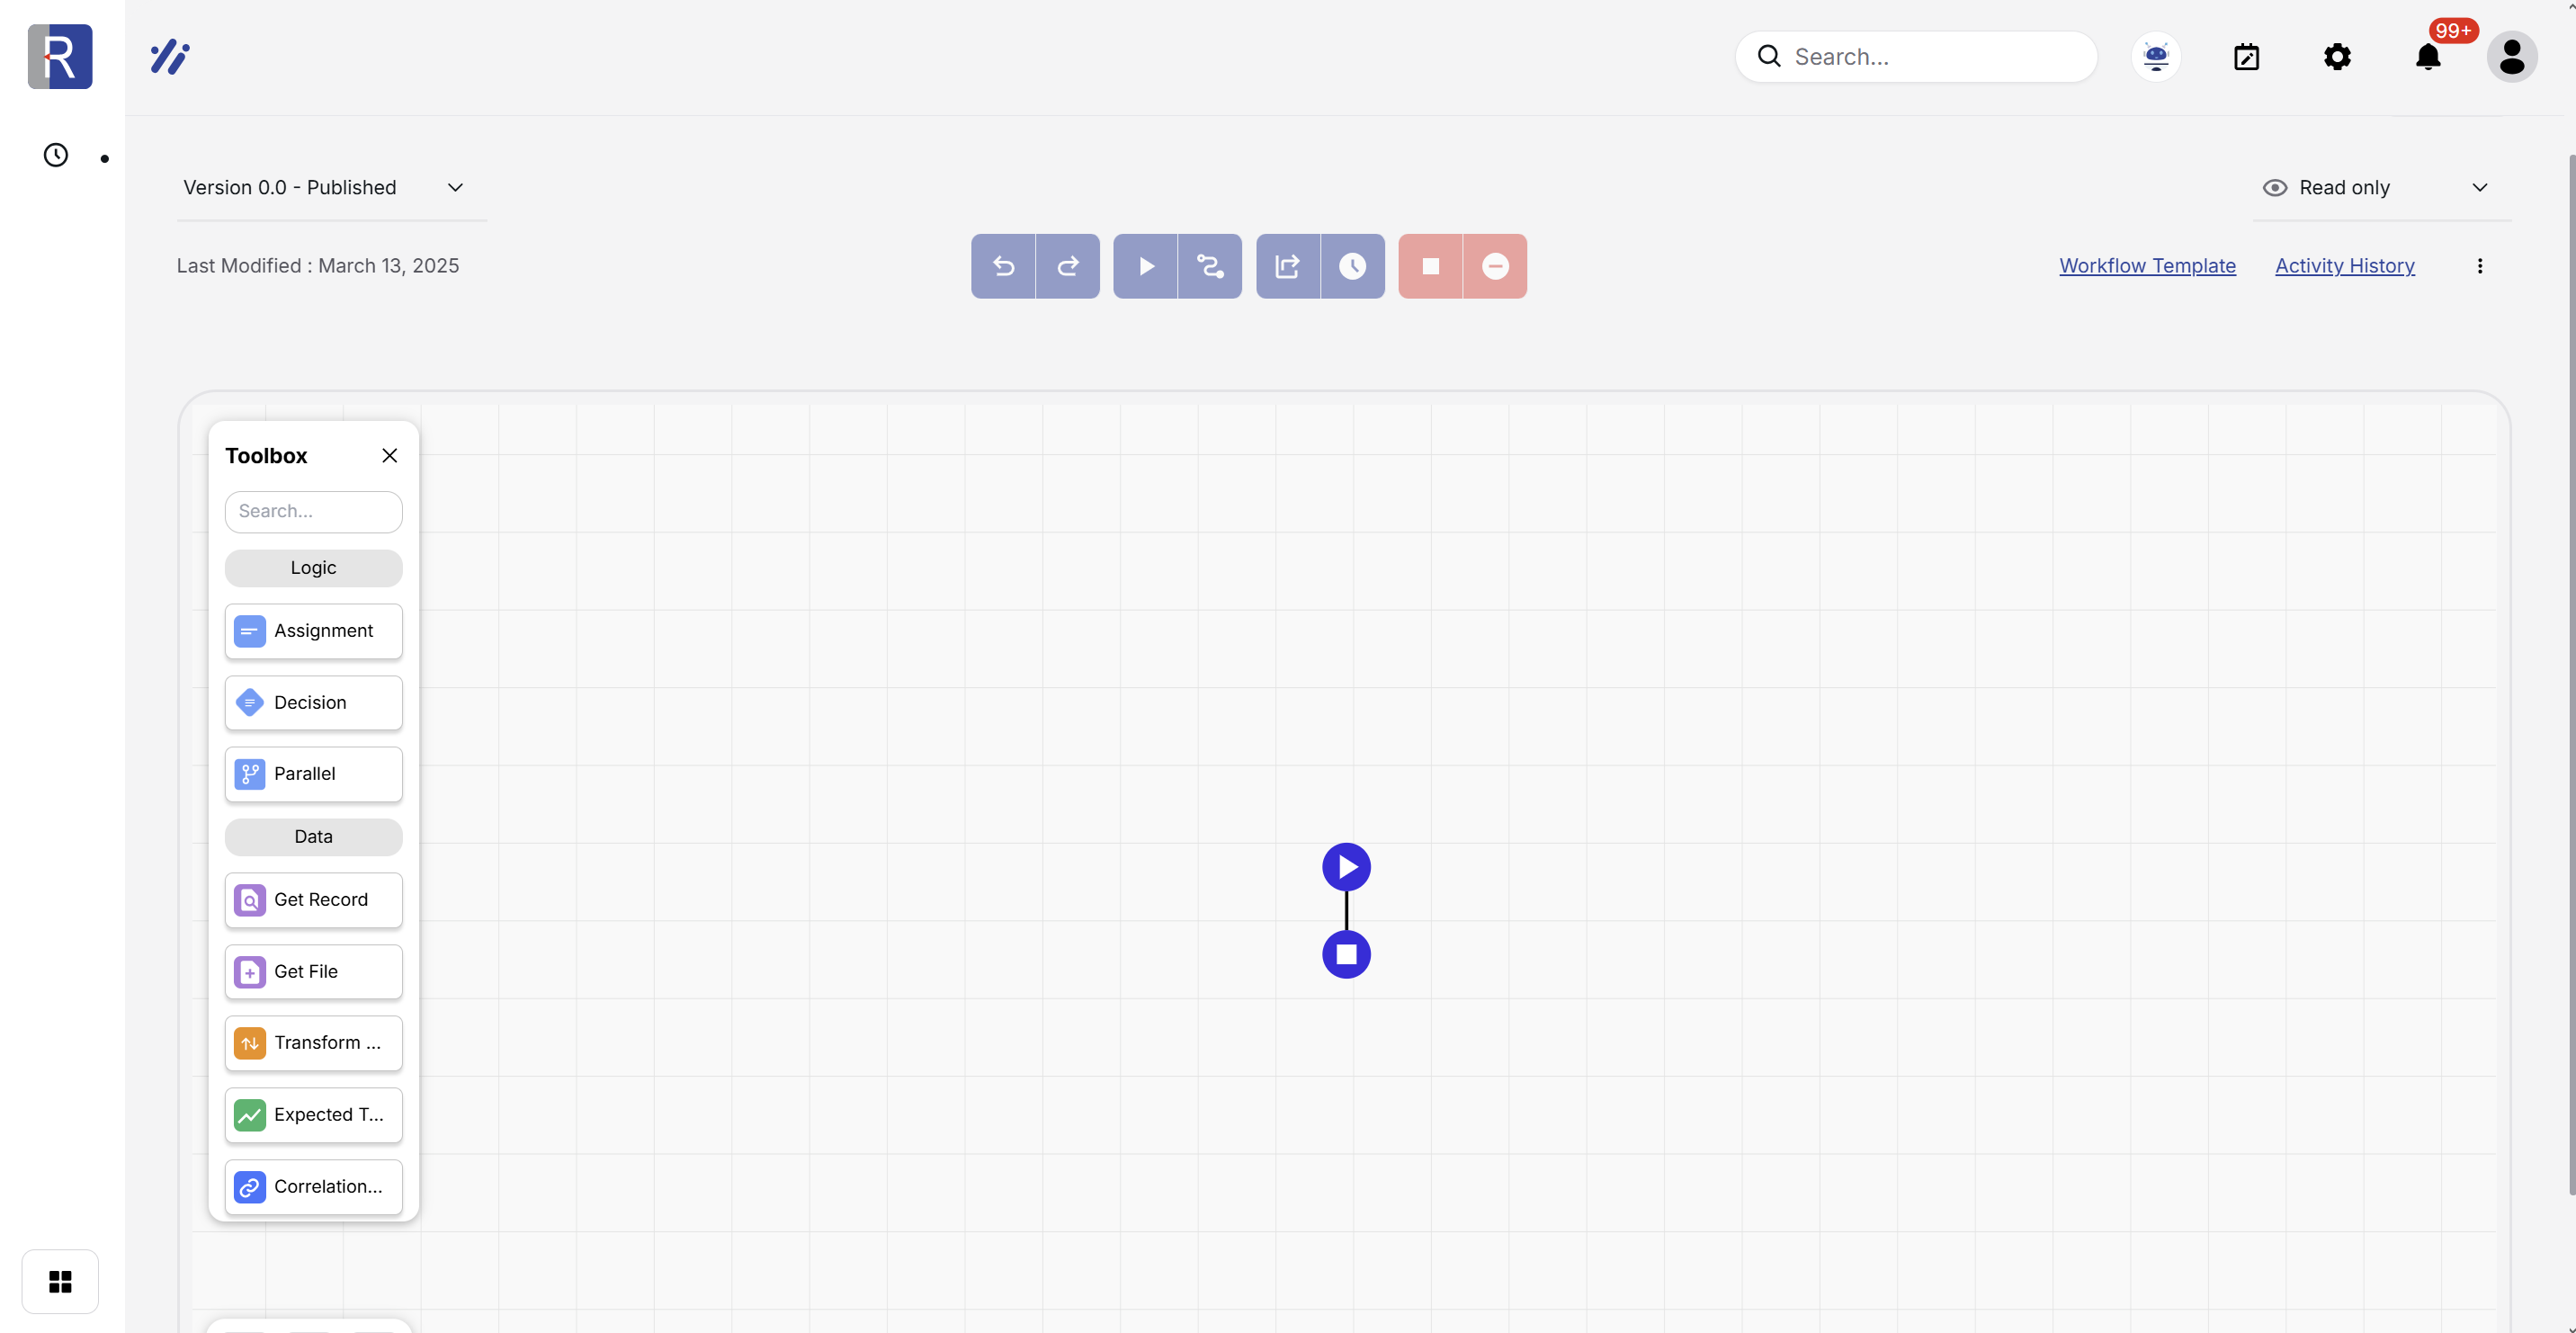 R
Search...
99+
Version 0.0 - Published
Read only
Last Modified : March 13, 2025
Workflow Template
Activity History
Toolbox
Search...
Logic
Assignment
Decision
Parallel
Data
Get Record
Get File
Transform ...
Expected T...
Correlation...